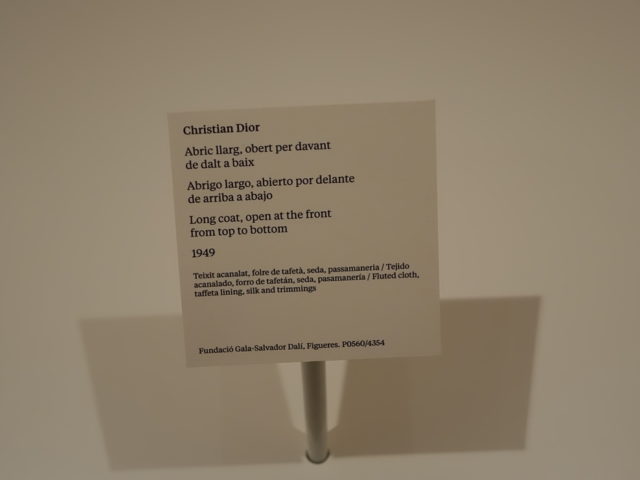 Christian Dior
Abric llarg, obert per davant
de dalt a baix
Abrigo largo, abierto por delante
de arriba a abajo
Long coat, open at the front
from top to bottom
1949
Teixit acanalat, folre de tafetà, seda, passamaneria / Tejido
acanalado, forro de tafetán, seda, pasamanería / Fluted cloth,
taffeta lining, silk and trimmings
Fundació Gala-Salvador Dalí, Figueres. P0560/4354